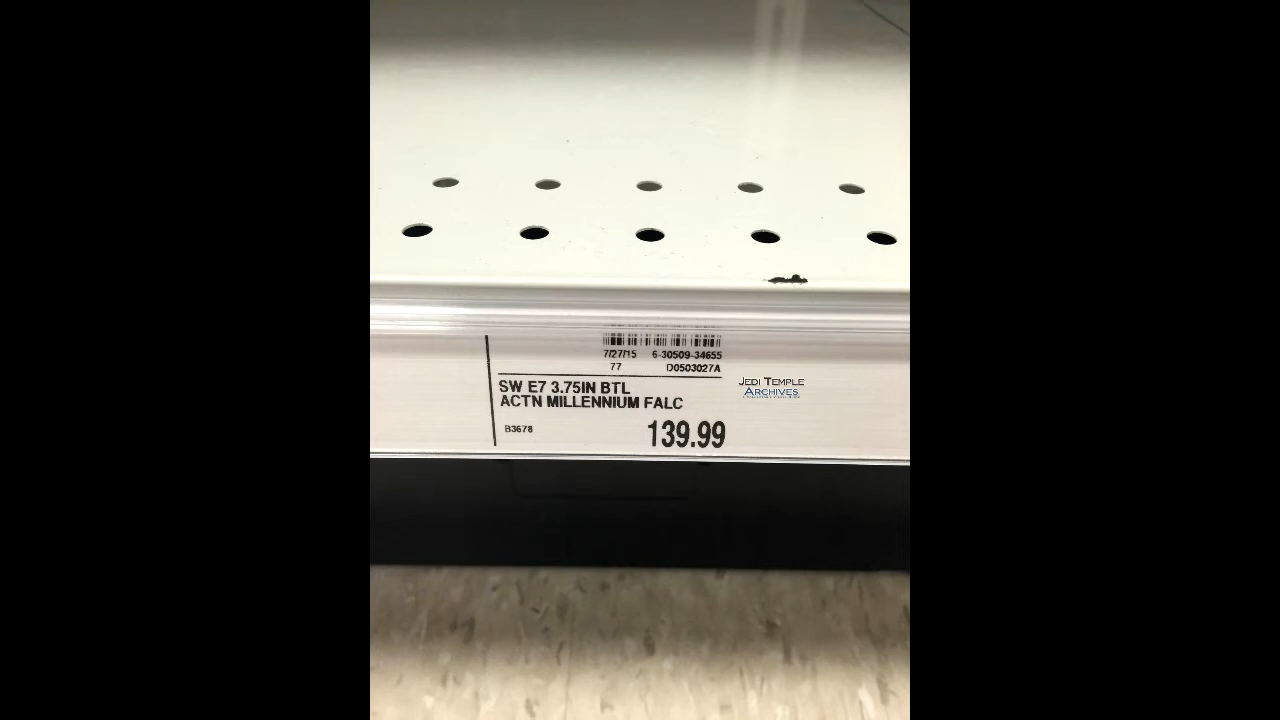 7/27/15 6-30509-34655
77 D0503027A
SW E7 3.75IN BTL
ACTN MILLENNIUM FALC
B3678
139.99
JEDI TEMPLE
ARCHIVES